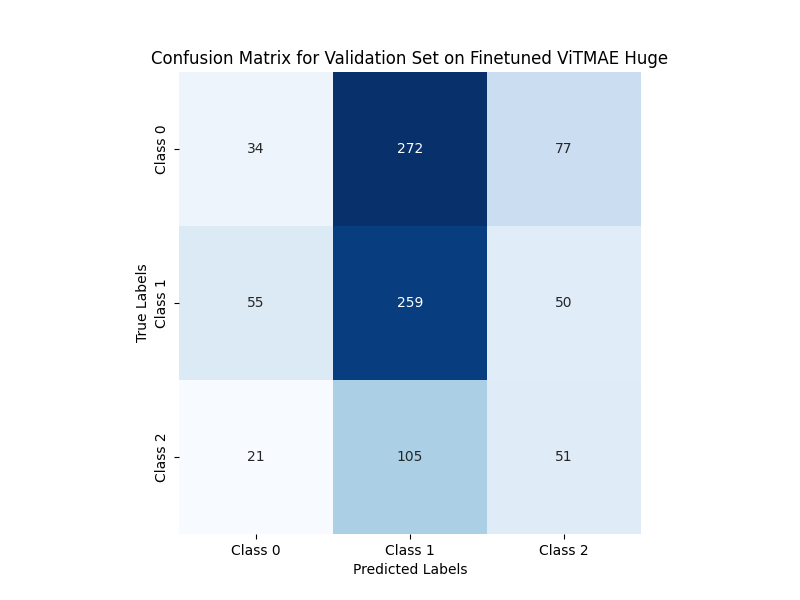 Confusion Matrix for Validation Set on Finetuned ViTMAE Huge
True Labels
Class 0
34 272 77
Class 1
55 259 50
Class 2
21 105 51
Class 0 Class 1 Class 2
Predicted Labels